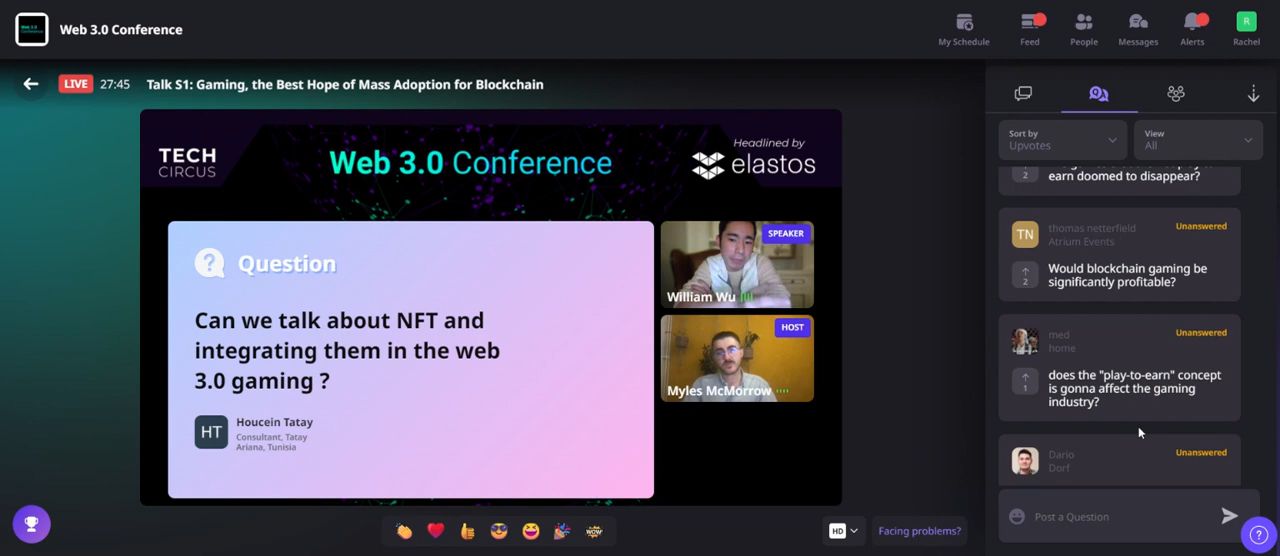 Web 3.0 Conference
Web 3.0 Conference
My Schedule
Feed
People
Messages
Alerts
R
Rachel
LIVE 27:45 Talk S1: Gaming, the Best Hope of Mass Adoption for Blockchain
TECH
CIRCUS
Web 3.0 Conference
Headlined by
elastos
Question
Can we talk about NFT and
integrating them in the web
3.0 gaming ?
HT
Houcein Tatay
Consultant, Tatay
Ariana, Tunisia
SPEAKER
William Wu
HOST
Myles McMorrow
HD
Facing problems?
Sort by
Upvotes
View
All
2
earn doomed to disappear?
TN
thomas netterfield
Atrium Events
Unanswered
2
Would blockchain gaming be
significantly profitable?
med
home
Unanswered
1
does the "play-to-earn" concept
is gonna affect the gaming
industry?
Dario
Dorf
Unanswered
Post a Question
?